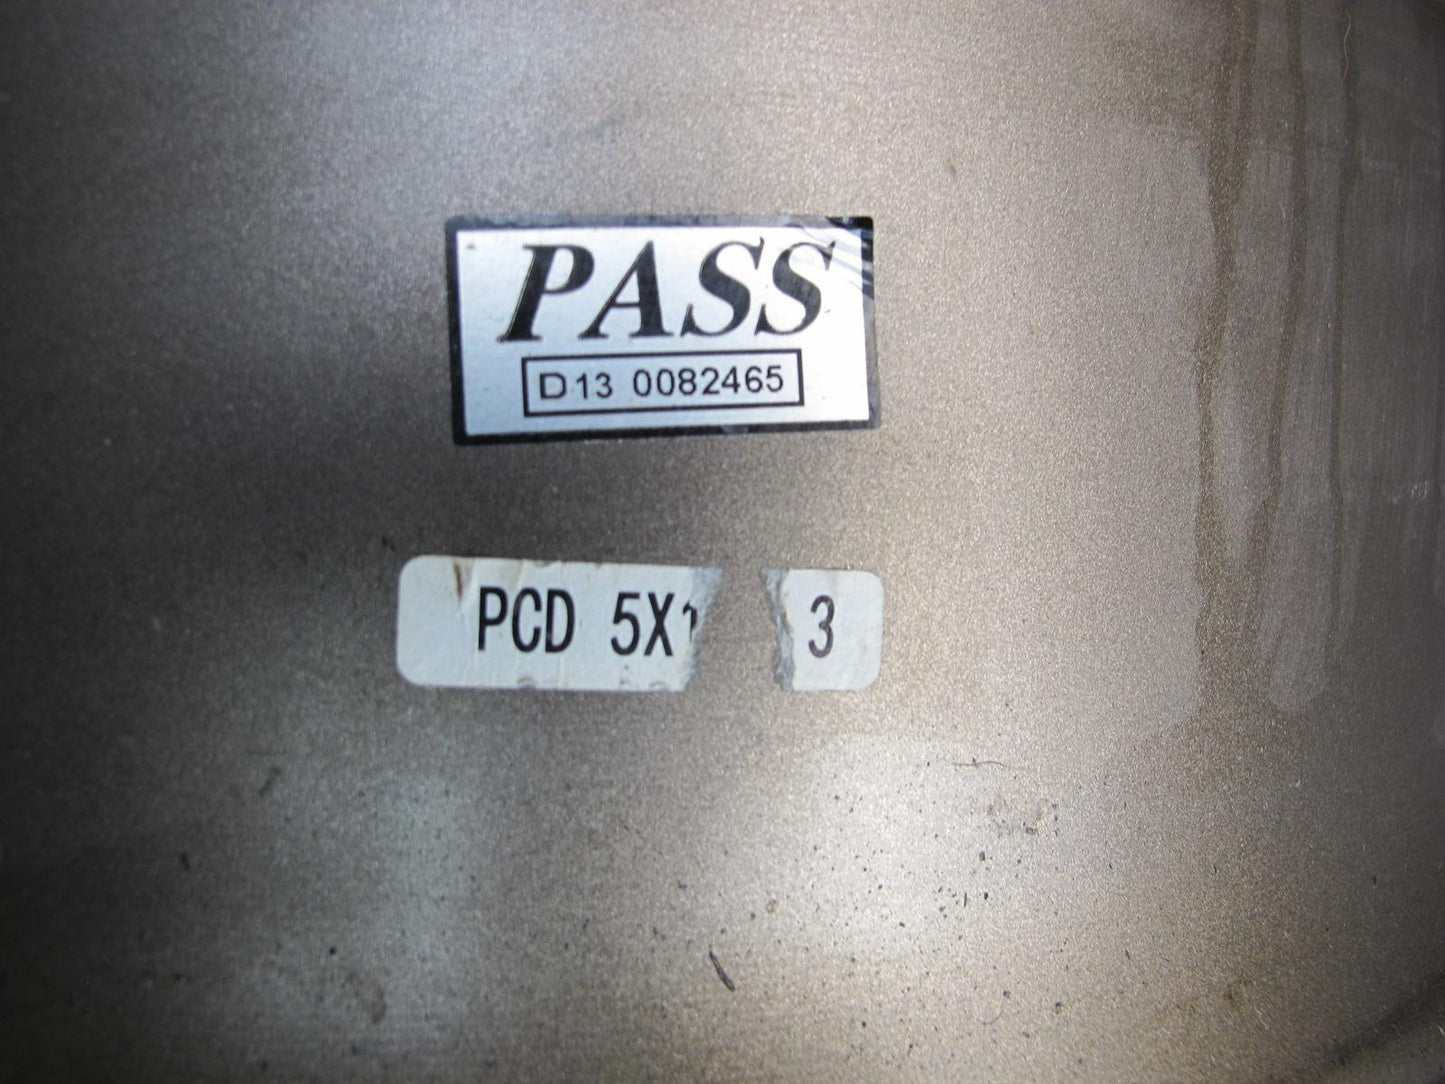 PASS
D13 0082465
PCD 5X1 3